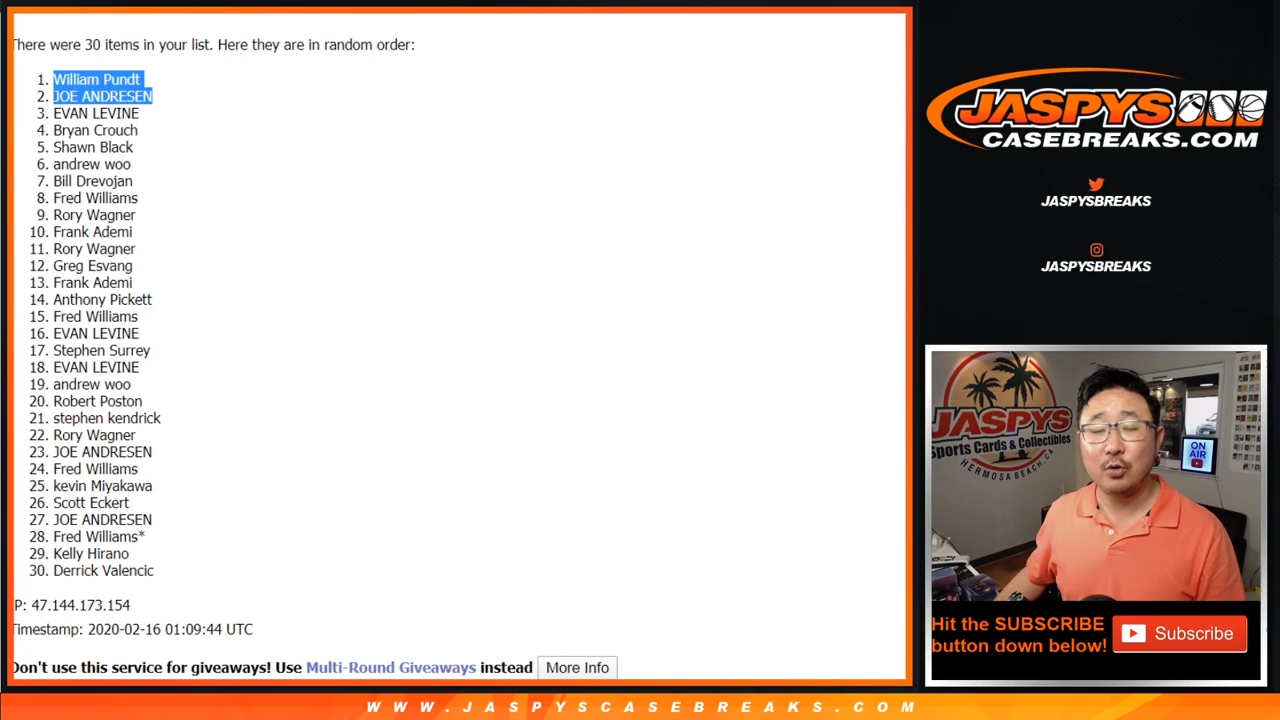 There were 30 items in your list. Here they are in random order:
1. William Pundt
2. JOE ANDRESEN
3. EVAN LEVINE
4. Bryan Crouch
5. Shawn Black
6. andrew woo
7. Bill Drevojan
8. Fred Williams
9. Rory Wagner
10. Frank Ademi
11. Rory Wagner
12. Greg Esvang
13. Frank Ademi
14. Anthony Pickett
15. Fred Williams
16. EVAN LEVINE
17. Stephen Surrey
18. EVAN LEVINE
19. andrew woo
20. Robert Poston
21. stephen kendrick
22. Rory Wagner
23. JOE ANDRESEN
24. Fred Williams
25. kevin Miyakawa
26. Scott Eckert
27. JOE ANDRESEN
28. Fred Williams*
29. Kelly Hirano
30. Derrick Valencic
P: 47.144.173.154
Timestamp: 2020-02-16 01:09:44 UTC
Don't use this service for giveaways! Use Multi-Round Giveaways instead More Info
JASPYS
CASEBREAKS.COM
JASPYSBREAKS
JASPYSBREAKS
JASPYS
Sports Cards & Collectibles
HERMOSA BEACH, CA
ON
AIR
Hit the SUBSCRIBE
button down below!
Subscribe
WWW.JASPYSCASEBREAKS.COM